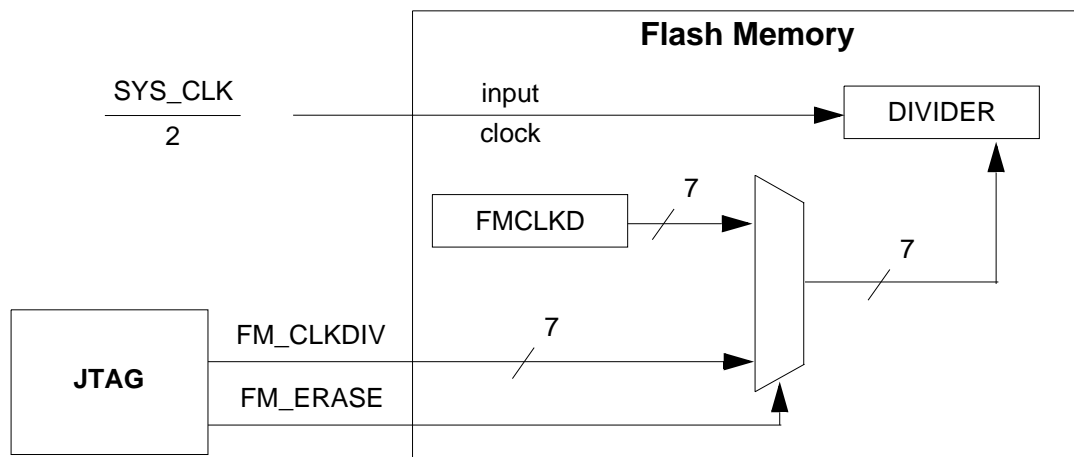 Flash Memory
SYS_CLK
2
input
clock
DIVIDER
7
FMCLKD
7
FM_CLKDIV
7
JTAG
FM_ERASE